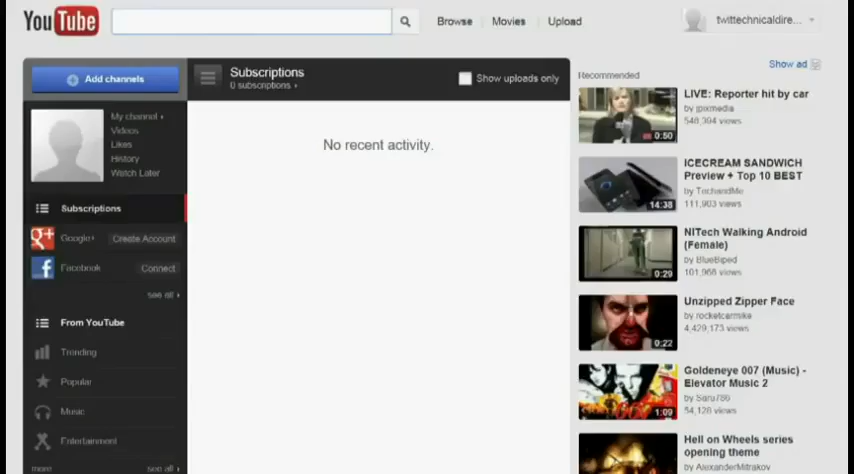 YouTube
Browse
Movies
Upload
twittechnicaldire...
Add channels
Subscriptions
0 subscriptions ›
Show uploads only
My channel ›
Videos
Likes
History
Watch Later
Subscriptions
Google+
Create Account
Facebook
Connect
see all ›
From YouTube
Trending
Popular
Music
Entertainment
more
see all ›
No recent activity.
Show ad
Recommended
LIVE: Reporter hit by car
by jpixmedia
548,394 views
0:50
ICECREAM SANDWICH
Preview + Top 10 BEST
by TechandMe
111,903 views
14:38
NITech Walking Android
(Female)
by BlueBiped
101,968 views
0:29
Unzipped Zipper Face
by rocketcarmike
4,429,173 views
0:22
Goldeneye 007 (Music) -
Elevator Music 2
by Saru786
54,128 views
1:09
Hell on Wheels series
opening theme
by AlexanderMitrakov